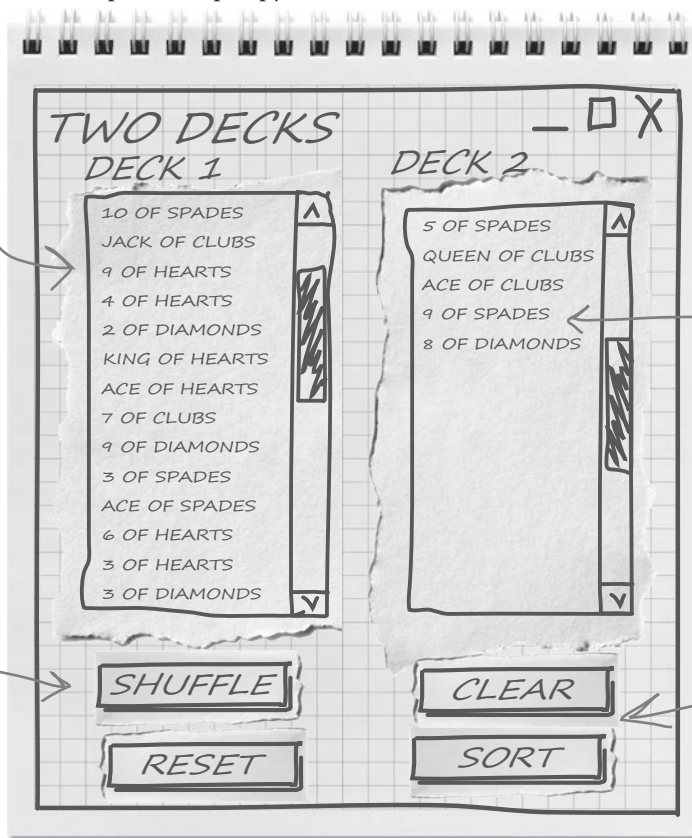 TWO DECKS
DECK 1
10 OF SPADES
JACK OF CLUBS
9 OF HEARTS
4 OF HEARTS
2 OF DIAMONDS
KING OF HEARTS
ACE OF HEARTS
7 OF CLUBS
9 OF DIAMONDS
3 OF SPADES
ACE OF SPADES
6 OF HEARTS
3 OF HEARTS
3 OF DIAMONDS
SHUFFLE
RESET
DECK 2
5 OF SPADES
QUEEN OF CLUBS
ACE OF CLUBS
9 OF SPADES
8 OF DIAMONDS
CLEAR
SORT